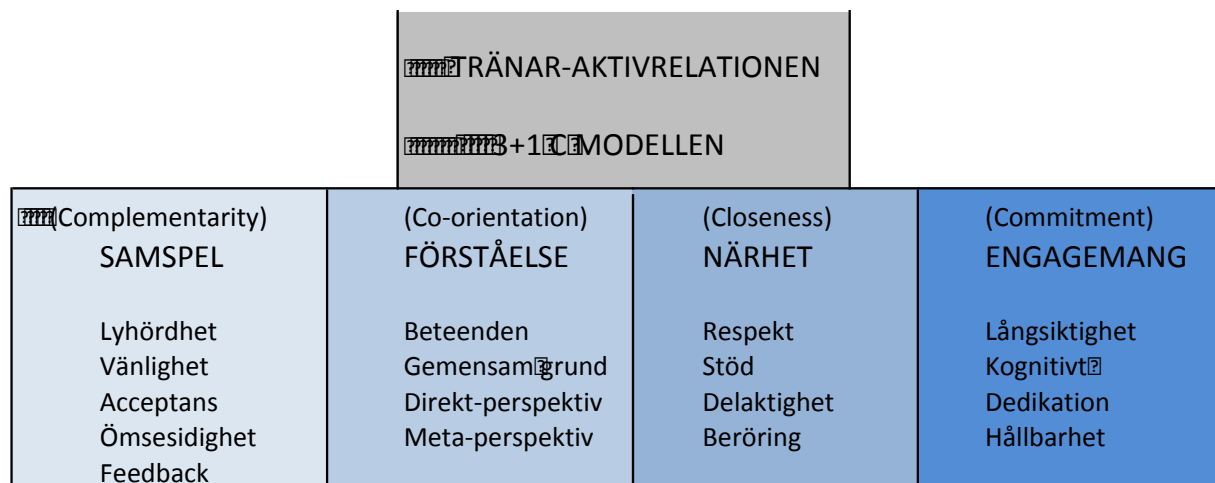 TRÄNAR-AKTIVRELATIONEN
3+1 C MODELLEN
(Complementarity)
SAMSPEL
Lyhördhet
Vänlighet
Acceptans
Ömsesidighet
Feedback
(Co-orientation)
FÖRSTÅELSE
Beteenden
Gemensam grund
Direkt-perspektiv
Meta-perspektiv
(Closeness)
NÄRHET
Respekt
Stöd
Delaktighet
Beröring
(Commitment)
ENGAGEMANG
Långsiktighet
Kognitivt
Dedikation
Hållbarhet